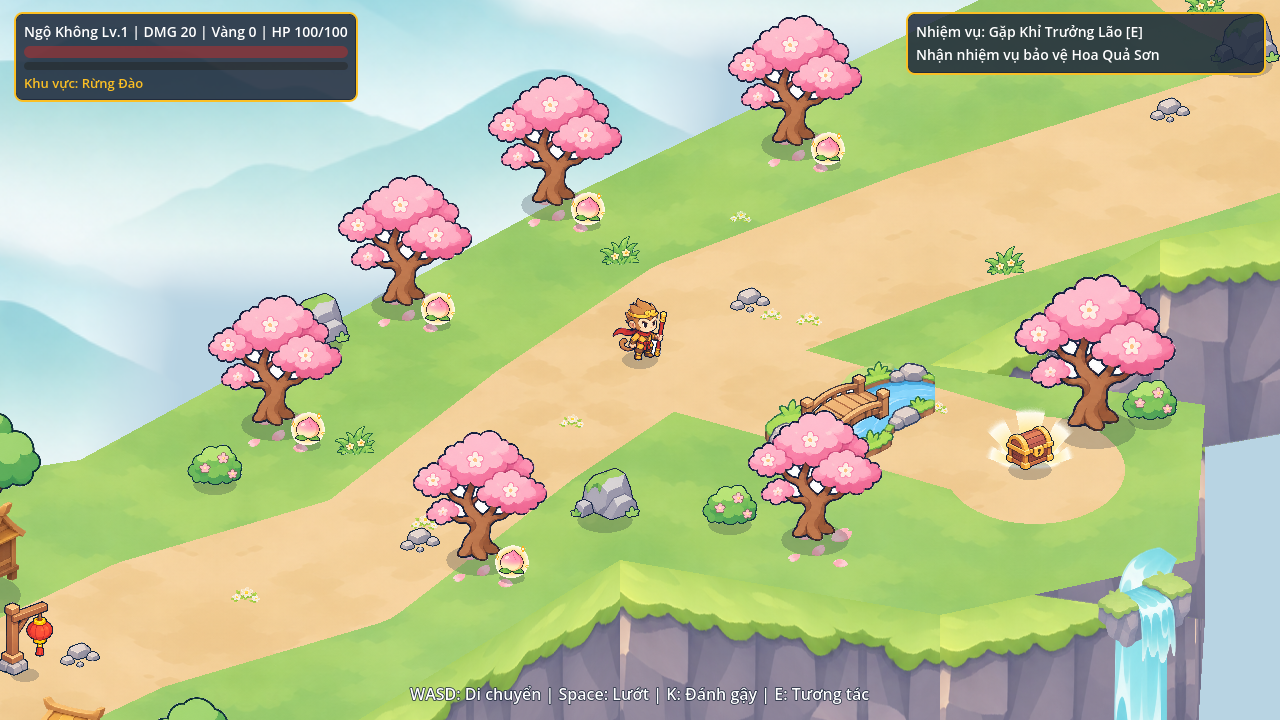 Ngộ Không Lv.1 | DMG 20 | Vàng 0 | HP 100/100
Khu vực: Rừng Đào
Nhiệm vụ: Gặp Khỉ Trưởng Lão [E]
Nhận nhiệm vụ bảo vệ Hoa Quả Sơn
WASD: Di chuyển | Space: Lướt | K: Đánh gậy | E: Tương tác